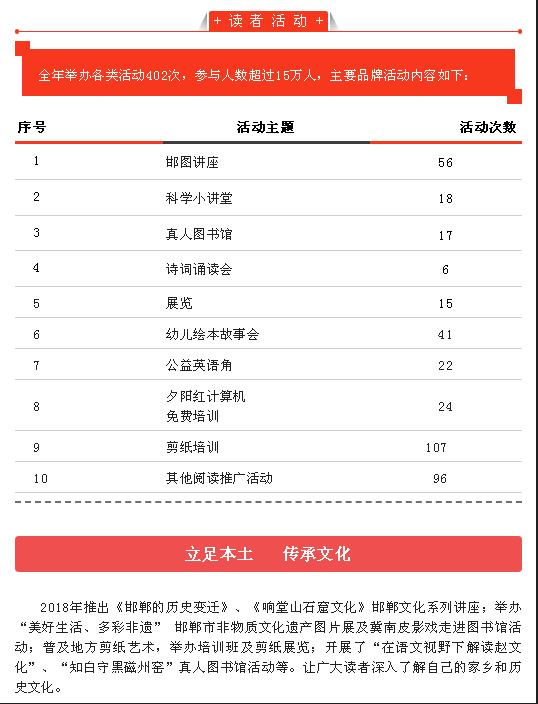 + 读 者 活 动 +
全年举办各类活动402次，参与人数超过15万人，主要品牌活动内容如下：
序号 活动主题 活动次数
1 邯图讲座 56
2 科学小讲堂 18
3 真人图书馆 17
4 诗词诵读会 6
5 展览 15
6 幼儿绘本故事会 41
7 公益英语角 22
8 夕阳红计算机 24
免费培训
9 剪纸培训 107
10 其他阅读推广活动 96
立足本土 传承文化
2018年推出《邯郸的历史变迁》、《响堂山石窟文化》邯郸文化系列讲座；举办
“美好生活、多彩非遗” 邯郸市非物质文化遗产图片展及冀南皮影戏走进图书馆活
动；普及地方剪纸艺术，举办培训班及剪纸展览；开展了“在语文视野下解读赵文
化”、“知白守黑磁州窑”真人图书馆活动等。让广大读者深入了解自己的家乡和历
史文化。